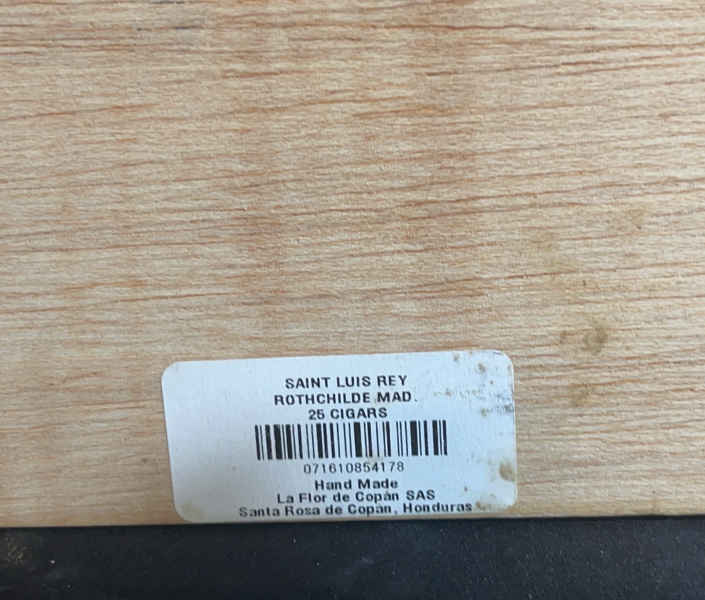 SAINT LUIS REY
ROTHCHILDE MAD.
25 CIGARS
071610854178
Hand Made
La Flor de Copán SAS
Santa Rosa de Copán, Honduras